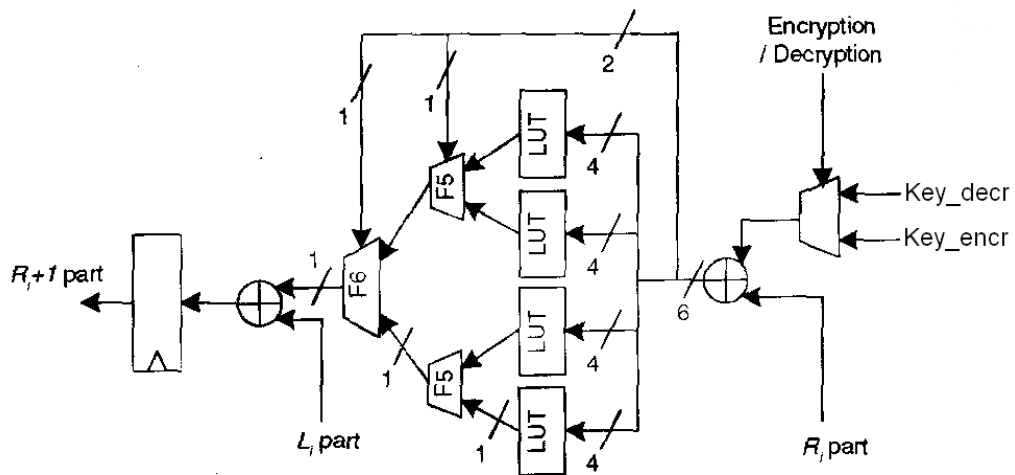 Encryption
/ Decryption
2
1
1
LUT
4
F5
LUT
4
Key_decr
Key_encr
R_i+1 part
1
F6
6
LUT
4
1
F5
LUT
1
4
L_i part
R_i part